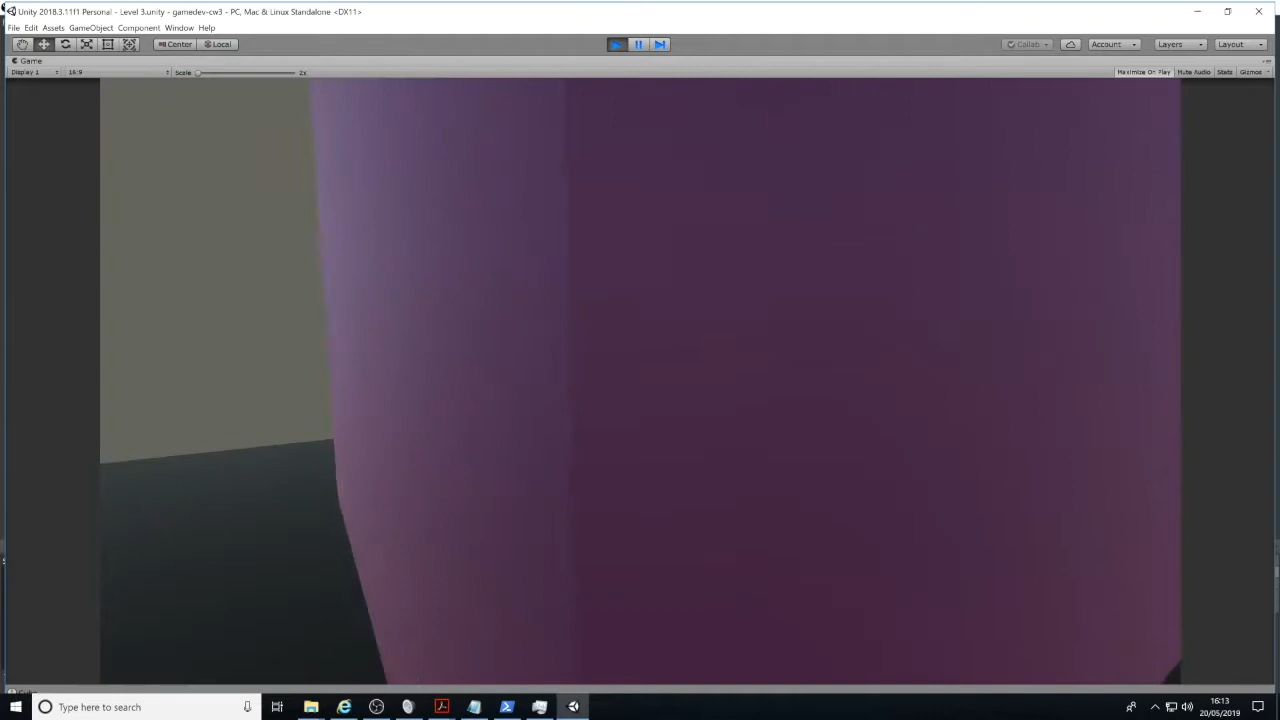 Unity 2018.3.11f1 Personal - Level 3.unity - gamedev-cw3 - PC, Mac & Linux Standalone <DX11>
File Edit Assets GameObject Component Window Help
Center Local Collab Account Layers Layout
Game
Display 1 16:9 Scale 2x Maximize On Play Mute Audio Stats Gizmos
Type here to search
16:13
20/05/2019